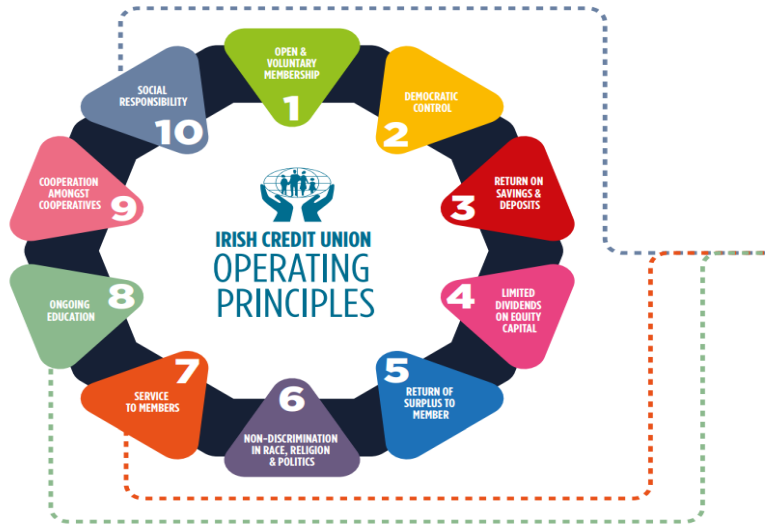 OPEN &
VOLUNTARY
MEMBERSHIP
1
DEMOCRATIC
CONTROL
2
RETURN ON
SAVINGS &
DEPOSITS
3
LIMITED
DIVIDENDS
ON EQUITY
CAPITAL
4
5
RETURN OF
SURPLUS TO
MEMBER
6
NON-DISCRIMINATION
IN RACE, RELIGION
& POLITICS
7
SERVICE
TO MEMBERS
8
ONGOING
EDUCATION
COOPERATION
AMONGST
COOPERATIVES
9
SOCIAL
RESPONSIBILITY
10
IRISH CREDIT UNION
OPERATING
PRINCIPLES